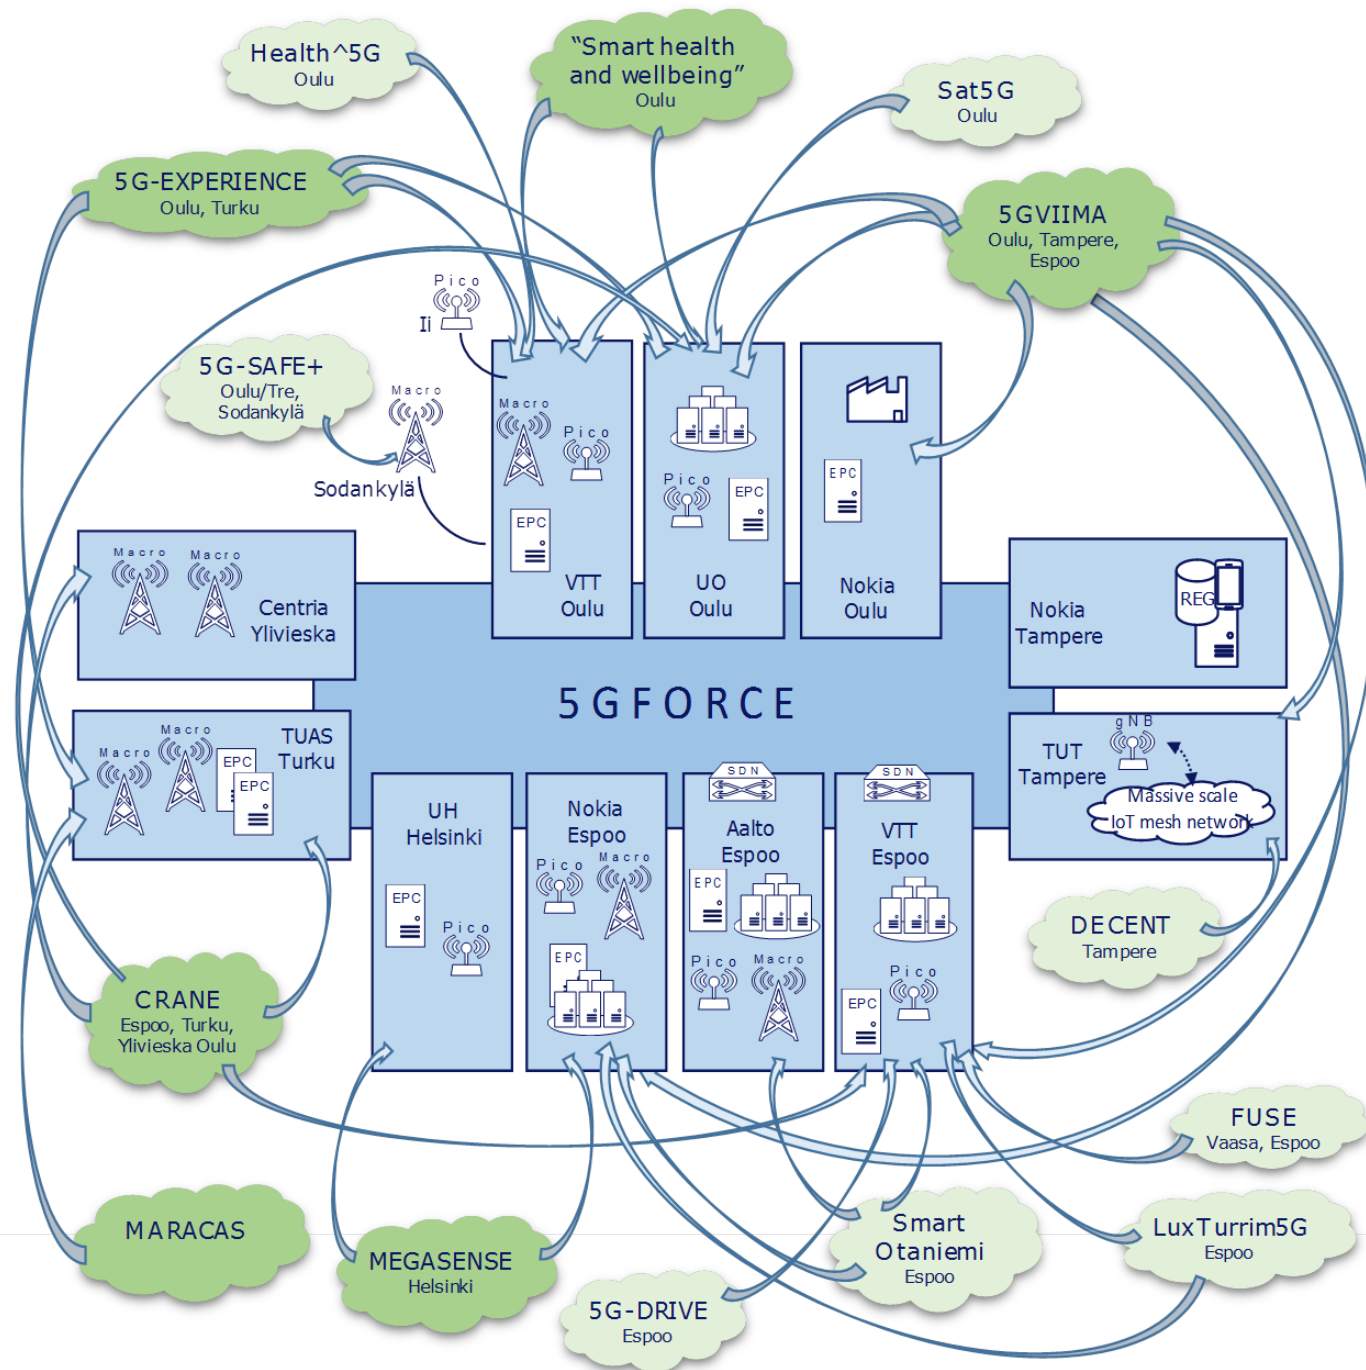 Health^5G
Oulu
“Smart health
and wellbeing”
Oulu
Sat5G
Oulu
5G-EXPERIENCE
Oulu, Turku
5GVIIMA
Oulu, Tampere,
Espoo
Pico
Ii
5G-SAFE+
Oulu/Tre,
Sodankylä
Macro
Sodankylä
Macro
Pico
EPC
VTT
Oulu
Pico
EPC
UO
Oulu
EPC
Nokia
Oulu
Macro
Macro
Centria
Ylivieska
Nokia
Tampere
REG
5GFORCE
Macro
Macro
EPC
EPC
TUAS
Turku
gNB
TUT
Tampere
Massive scale
IoT mesh network
UH
Helsinki
EPC
Pico
Nokia
Espoo
Pico
Macro
EPC
SDN
Aalto
Espoo
EPC
Pico
Macro
SDN
VTT
Espoo
Pico
EPC
DECENT
Tampere
CRANE
Espoo, Turku,
Ylivieska Oulu
FUSE
Vaasa, Espoo
MARACAS
MEGASENSE
Helsinki
Smart
Otaniemi
Espoo
LuxTurrim5G
Espoo
5G-DRIVE
Espoo